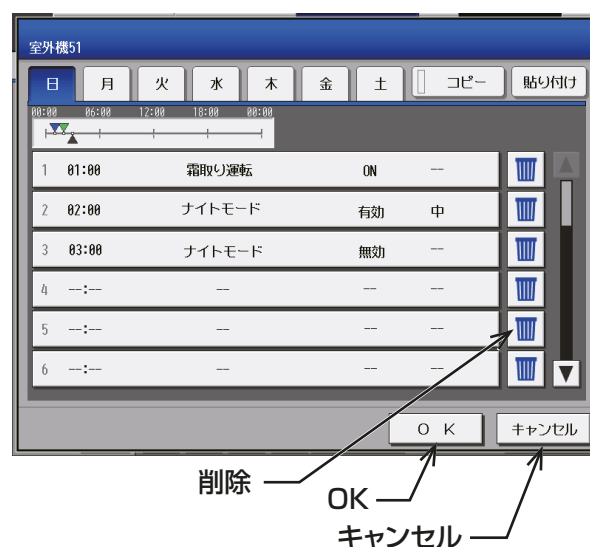 室外機51
日 月 火 水 木 金 土 コピー 貼り付け
00:00 06:00 12:00 18:00 00:00
1 01:00 霜取り運転 ON --
2 02:00 ナイトモード 有効 中
3 03:00 ナイトモード 無効 --
4 --:-- -- -- --
5 --:-- -- -- --
6 --:-- -- -- --
OK キャンセル
削除
OK
キャンセル